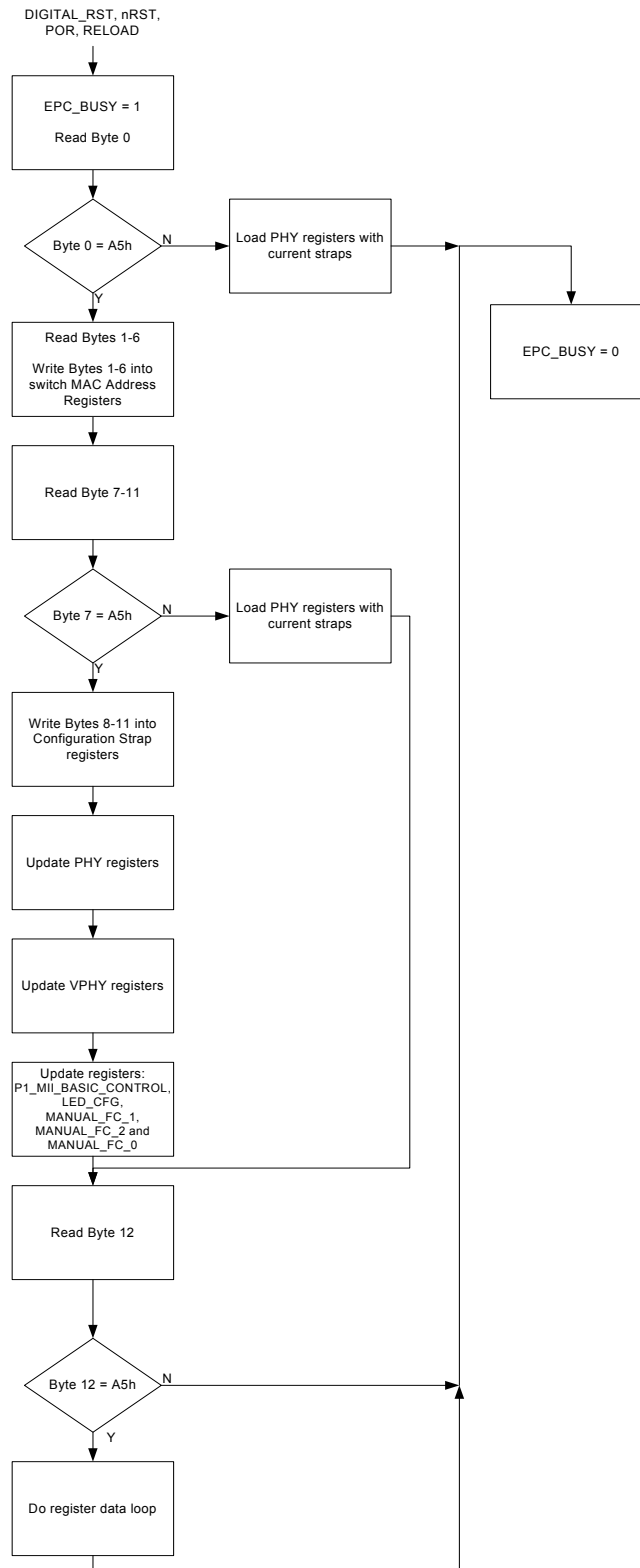 DIGITAL_RST, nRST,
POR, RELOAD
EPC_BUSY = 1
Read Byte 0
Byte 0 = A5h
N
Load PHY registers with
current straps
Y
EPC_BUSY = 0
Read Bytes 1-6
Write Bytes 1-6 into
switch MAC Address
Registers
Read Byte 7-11
Byte 7 = A5h
N
Load PHY registers with
current straps
Y
Write Bytes 8-11 into
Configuration Strap
registers
Update PHY registers
Update VPHY registers
Update registers:
P1_MII_BASIC_CONTROL,
LED_CFG,
MANUAL_FC_1,
MANUAL_FC_2 and
MANUAL_FC_0
Read Byte 12
Byte 12 = A5h
N
Y
Do register data loop